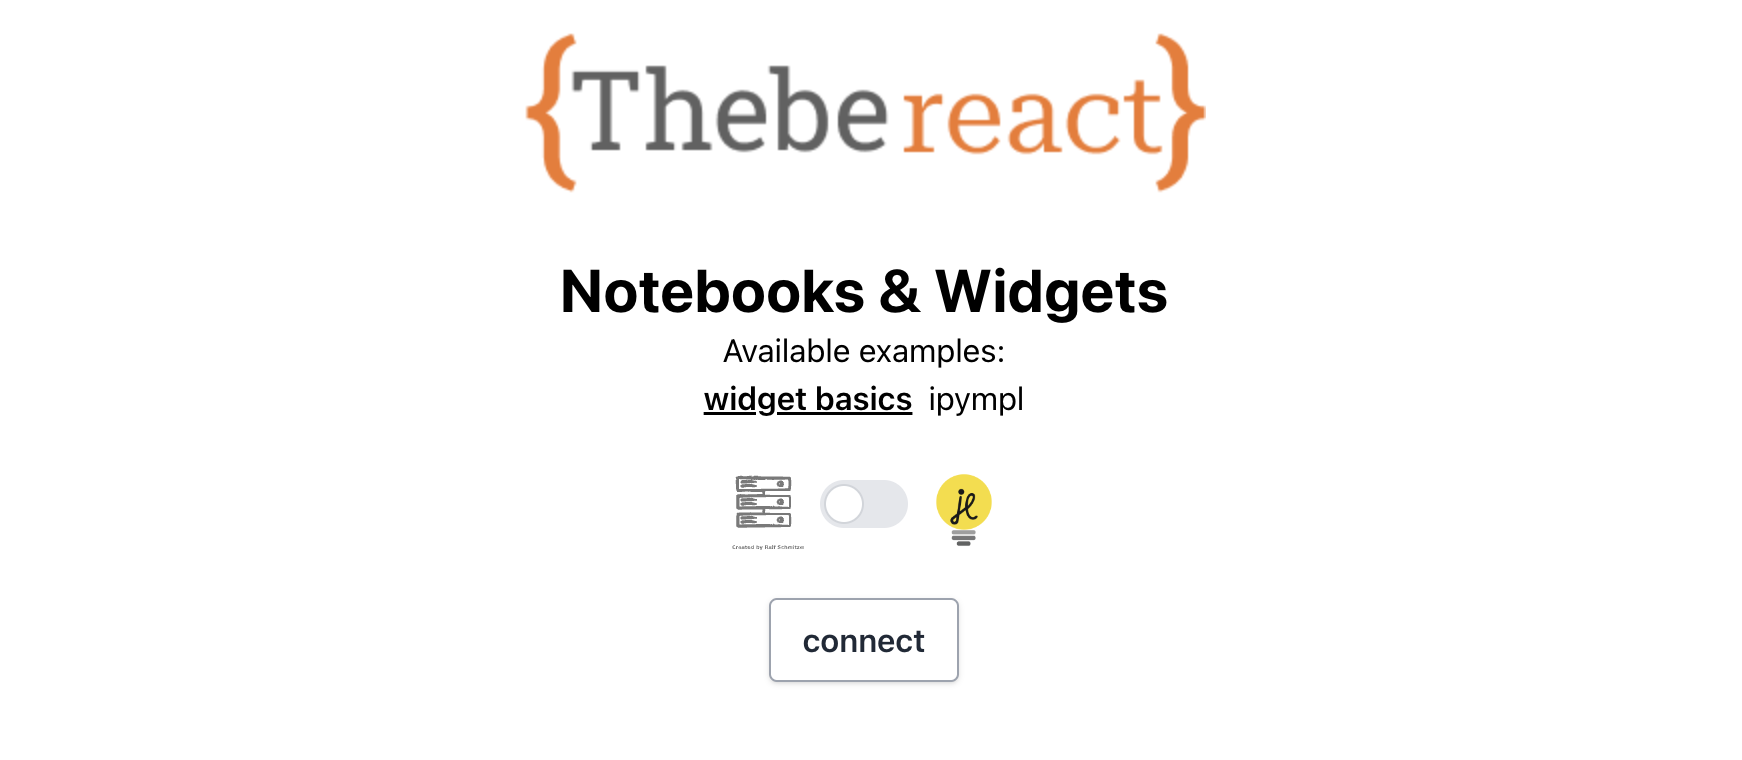 {Thebe react}
Notebooks & Widgets
Available examples:
widget basics ipympl
Created by Ralf Schmitzer
jl
connect